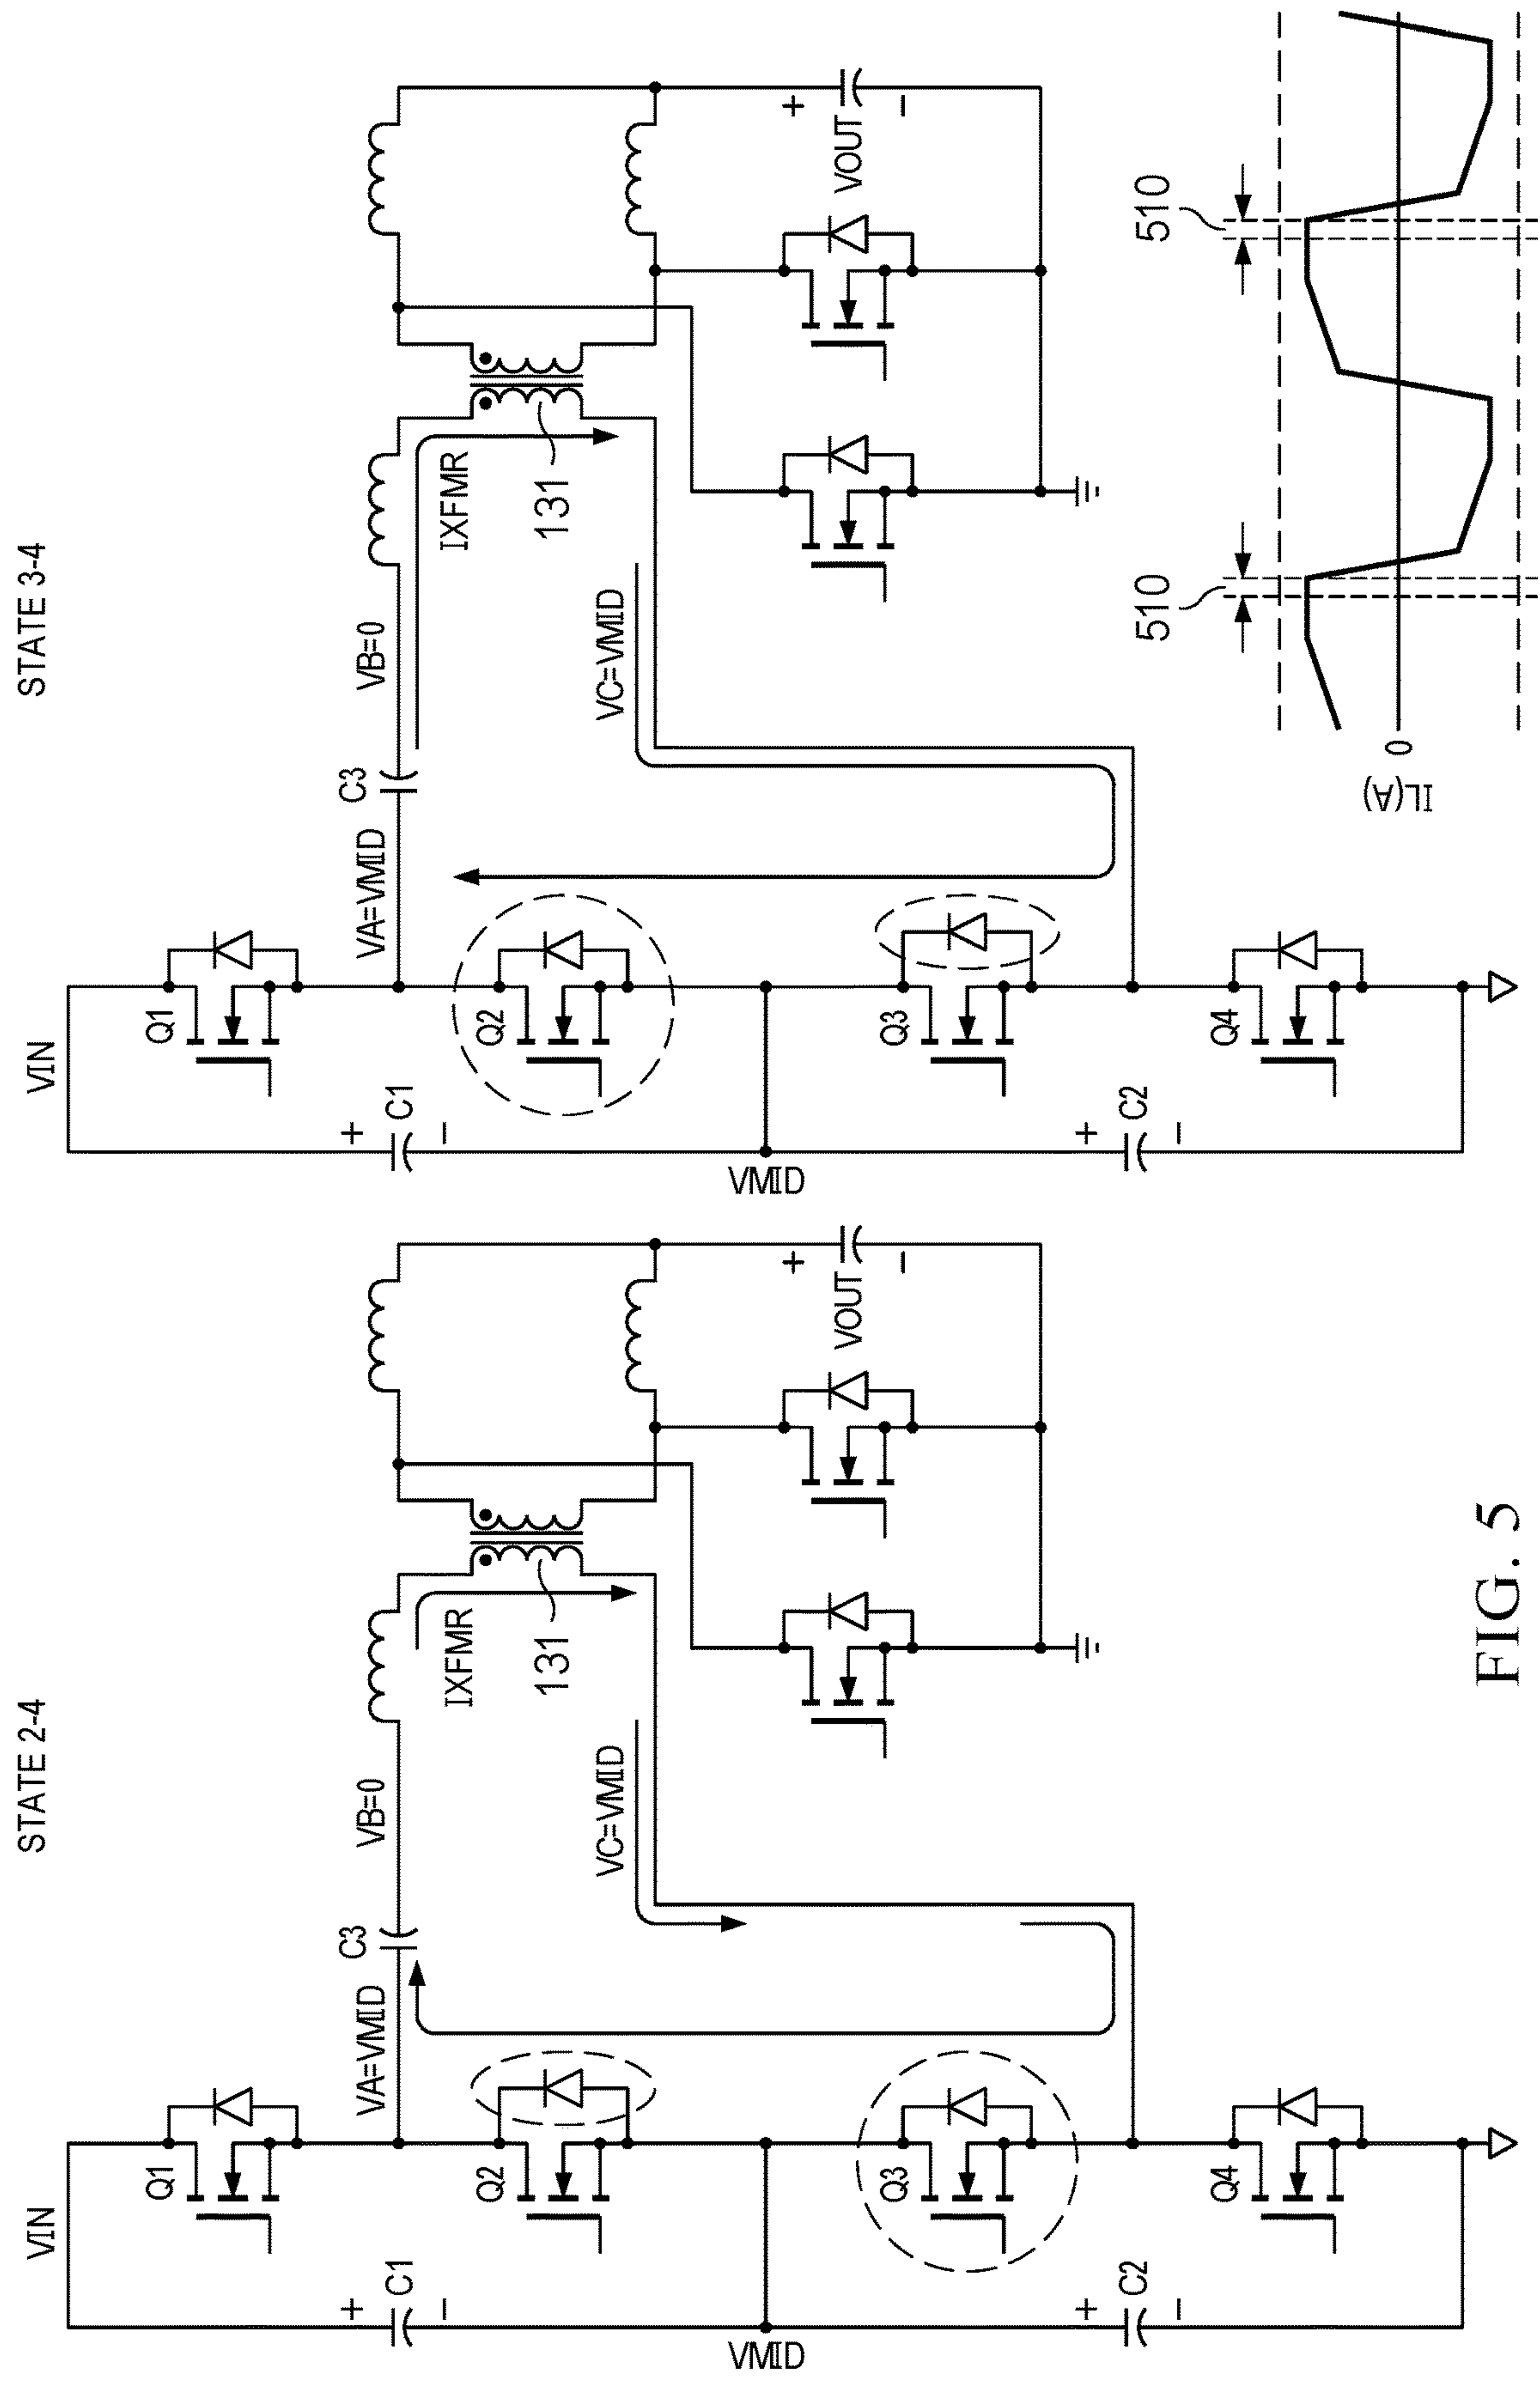 STATE 2-4
VIN
Q1
VA=VMID
C3
VB=0
IXFMR
131
C1
Q2
VC=VMID
VMID
Q3
C2
Q4
+
−
+
−
+
VOUT
−
STATE 3-4
VIN
Q1
VA=VMID
C3
VB=0
IXFMR
131
C1
Q2
VC=VMID
VMID
Q3
C2
Q4
+
−
+
−
+
VOUT
−
510
510
IL(A)
0
FIG. 5